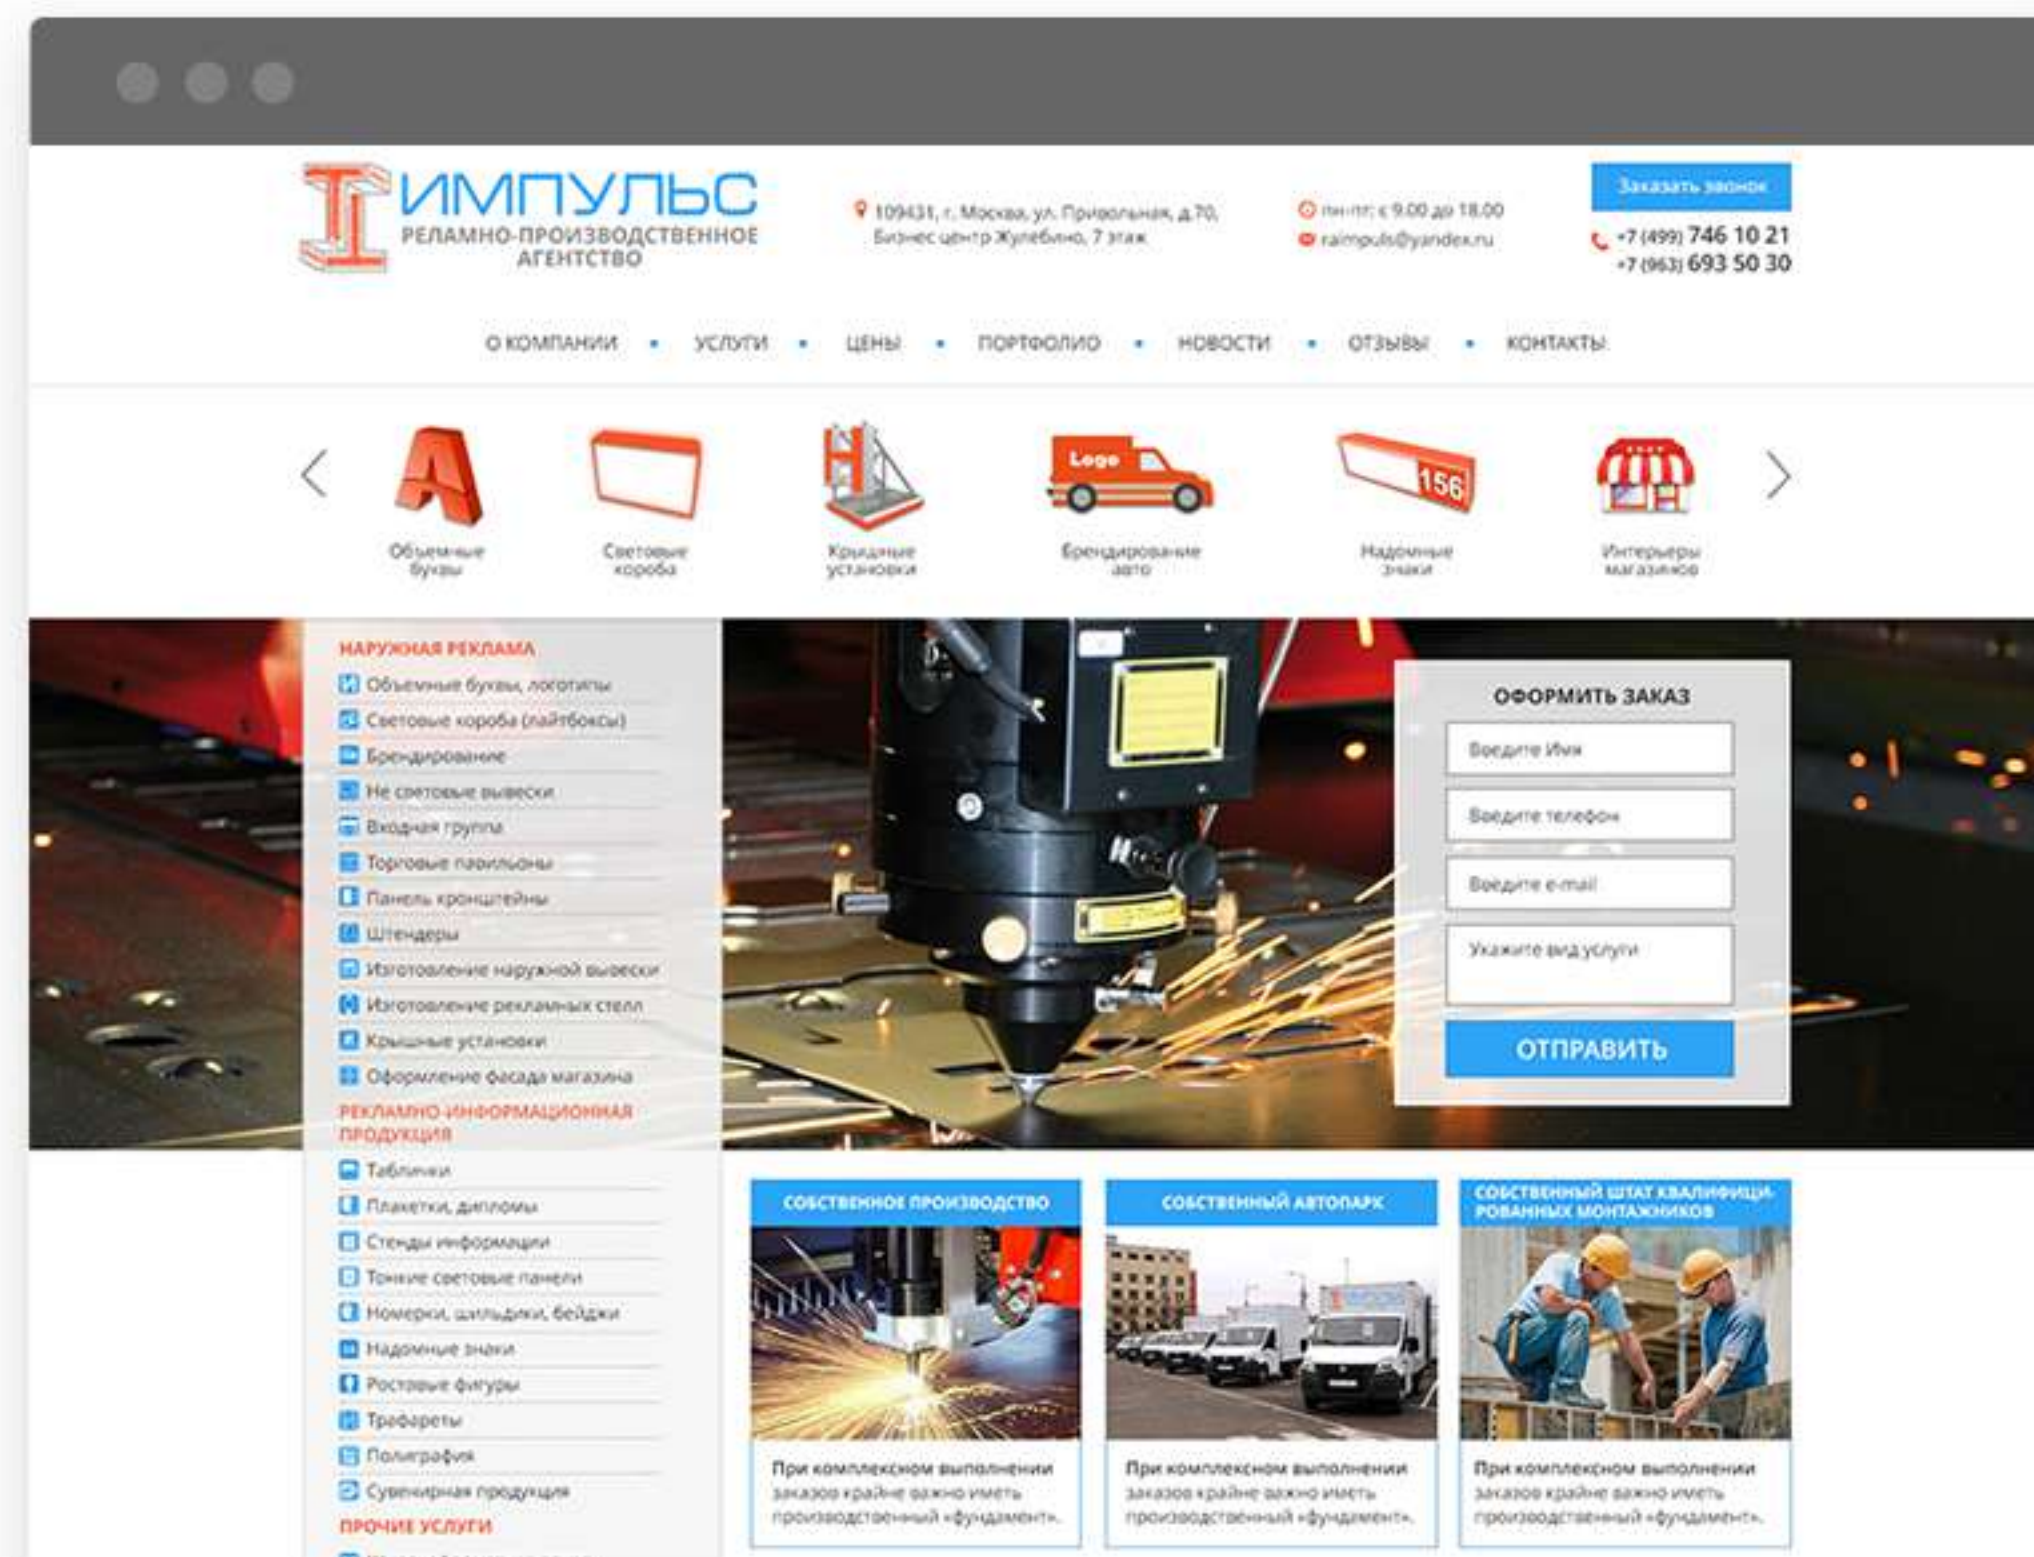 ИМПУЛЬС
РЕЛАМНО-ПРОИЗВОДСТВЕННОЕ
АГЕНТСТВО
109431, г. Москва, ул. Привольная, д.70,
Бизнес центр Жулебино, 7 этаж
пн-пт: с 9.00 до 18.00
raimpuls@yandex.ru
Заказать звонок
+7 (499) 746 10 21
+7 (963) 693 50 30
О КОМПАНИИ • УСЛУГИ • ЦЕНЫ • ПОРТФОЛИО • НОВОСТИ • ОТЗЫВЫ • КОНТАКТЫ
Logo
156
Объемные
буквы
Световые
короба
Крышные
установки
Брендирование
авто
Надомные
знаки
Интерьеры
магазинов
НАРУЖНАЯ РЕКЛАМА
Объемные буквы, логотипы
Световые короба (лайтбоксы)
Брендирование
Не световые вывески
Входная группа
Торговые павильоны
Панель кронштейны
Штендеры
Изготовление наружной вывески
Изготовление рекламных стелл
Крышные установки
Оформление фасада магазина
РЕКЛАМНО-ИНФОРМАЦИОННАЯ
ПРОДУКЦИЯ
Таблички
Плакетки, дипломы
Стенды информации
Тонкие световые панели
Номерки, шильдики, бейджи
Надомные знаки
Ростовые фигуры
Трафареты
Полиграфия
Сувенирная продукция
ПРОЧИЕ УСЛУГИ
ОФОРМИТЬ ЗАКАЗ
Введите Имя
Введите телефон
Введите e-mail
Укажите вид услуги
ОТПРАВИТЬ
СОБСТВЕННОЕ ПРОИЗВОДСТВО
При комплексном выполнении
заказов крайне важно иметь
производственный «фундамент».
СОБСТВЕННЫЙ АВТОПАРК
При комплексном выполнении
заказов крайне важно иметь
производственный «фундамент».
СОБСТВЕННЫЙ ШТАТ КВАЛИФИЦИ-
РОВАННЫХ МОНТАЖНИКОВ
При комплексном выполнении
заказов крайне важно иметь
производственный «фундамент».